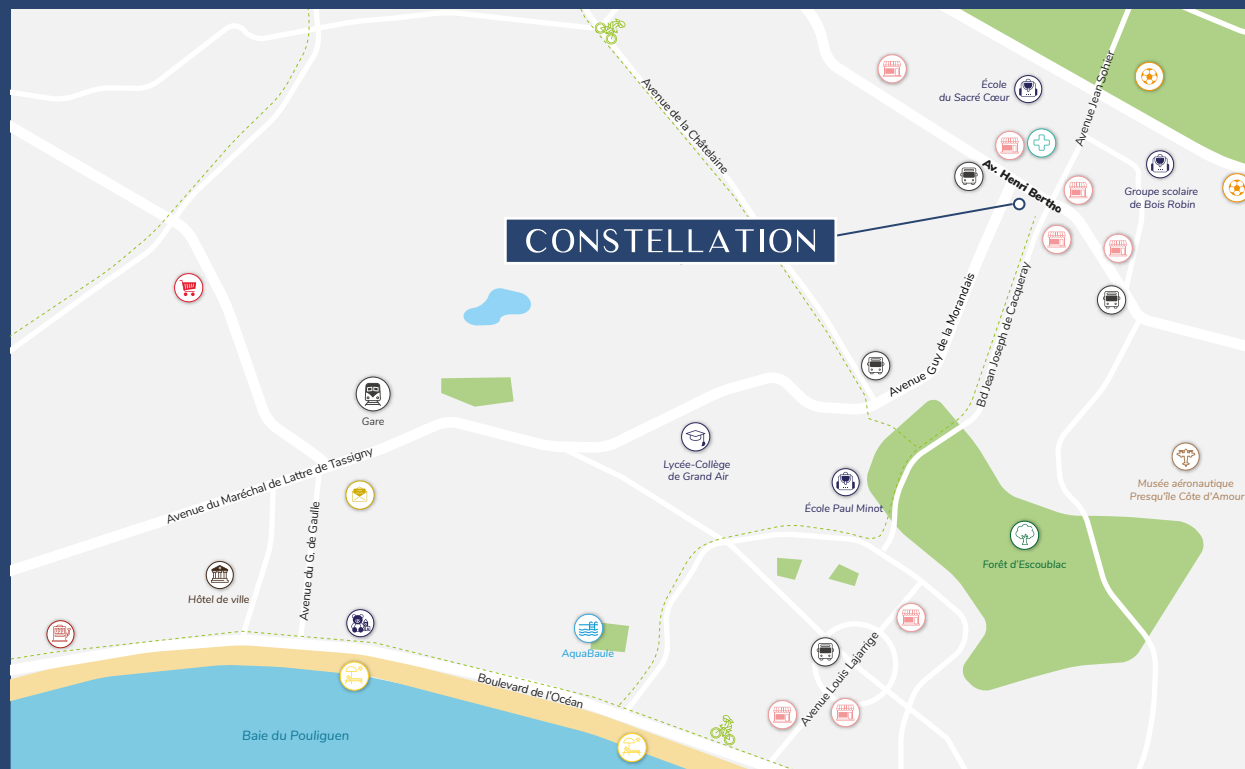 Avenue de la Châtelaine
École
du Sacré Cœur
Avenue Jean Sohier
Av. Henri Bertho
Groupe scolaire
de Bois Robin
CONSTELLATION
Avenue Guy de la Morandais
Bd Jean Joseph de Cacqueray
Gare
Avenue du Maréchal de Lattre de Tassigny
Lycée-Collège
de Grand Air
École Paul Minot
Musée aéronautique
Presqu'île Côte d'Amour
Avenue du G. de Gaulle
Forêt d'Escoublac
Hôtel de ville
AquaBaule
Avenue Louis Lajarrige
Boulevard de l'Océan
Baie du Pouliguen